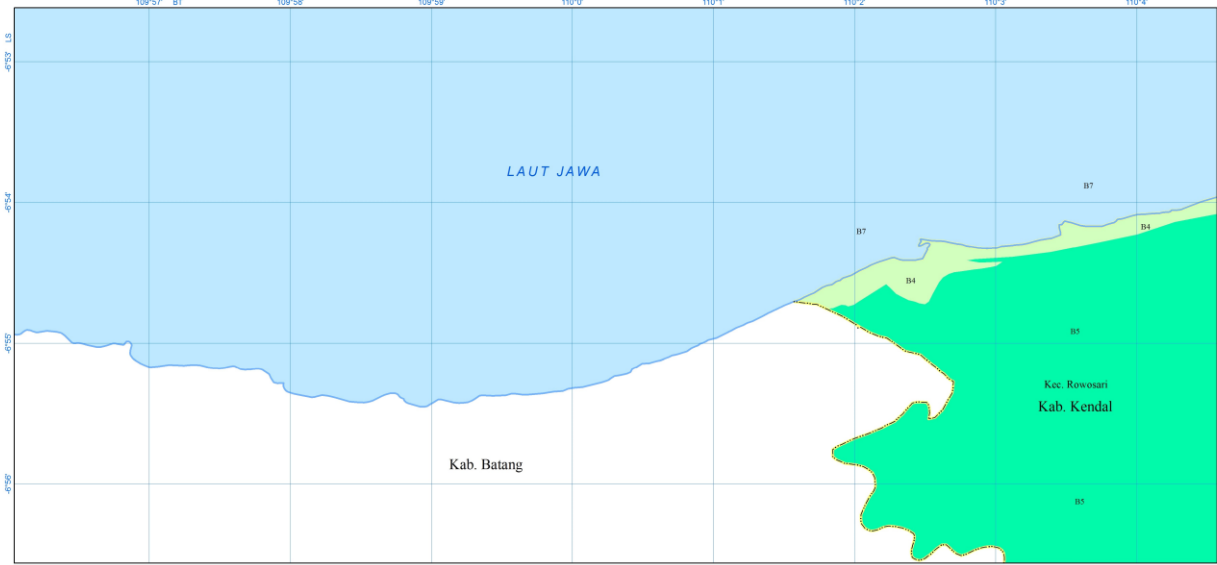 109°57' BT
109°58'
109°59'
110°0'
110°1'
110°2'
110°3'
110°4'
-6°53' LS
LAUT JAWA
B7
-6°54'
B7
B4
B4
B5
-6°55'
Kec. Rowosari
Kab. Kendal
Kab. Batang
-6°56'
B5